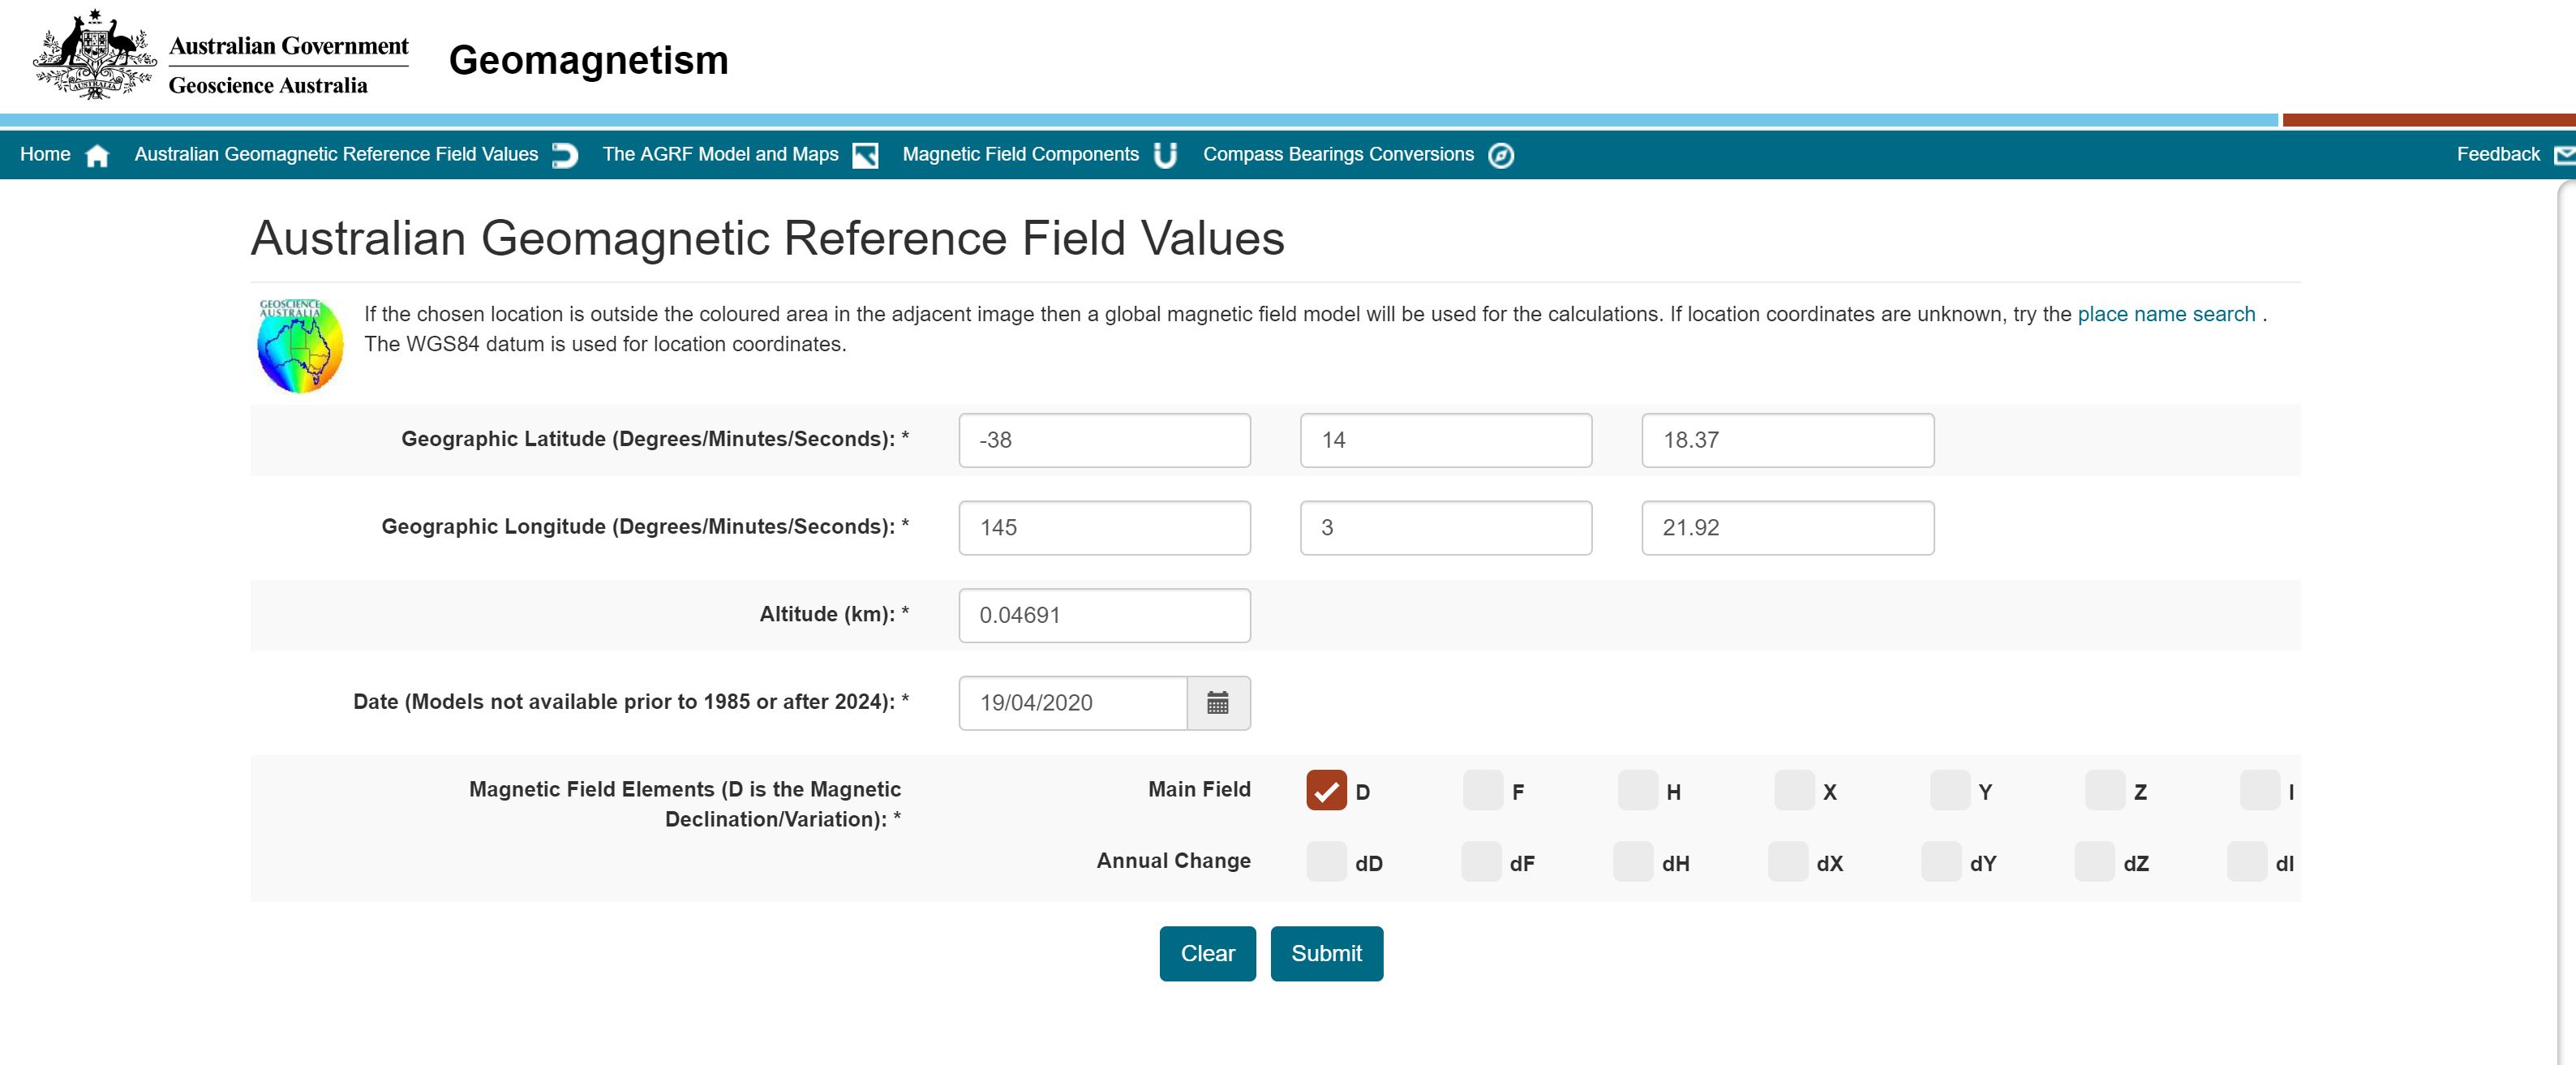 Australian Government
Geoscience Australia
AUSTRALIA
Geomagnetism
Home Australian Geomagnetic Reference Field Values The AGRF Model and Maps Magnetic Field Components Compass Bearings Conversions Feedback
Australian Geomagnetic Reference Field Values
GEOSCIENCE
AUSTRALIA
If the chosen location is outside the coloured area in the adjacent image then a global magnetic field model will be used for the calculations. If location coordinates are unknown, try the place name search .
The WGS84 datum is used for location coordinates.
Geographic Latitude (Degrees/Minutes/Seconds): * -38 14 18.37
Geographic Longitude (Degrees/Minutes/Seconds): * 145 3 21.92
Altitude (km): * 0.04691
Date (Models not available prior to 1985 or after 2024): * 19/04/2020
Magnetic Field Elements (D is the Magnetic
Declination/Variation): *
Main Field D F H X Y Z I
Annual Change dD dF dH dX dY dZ dI
Clear Submit